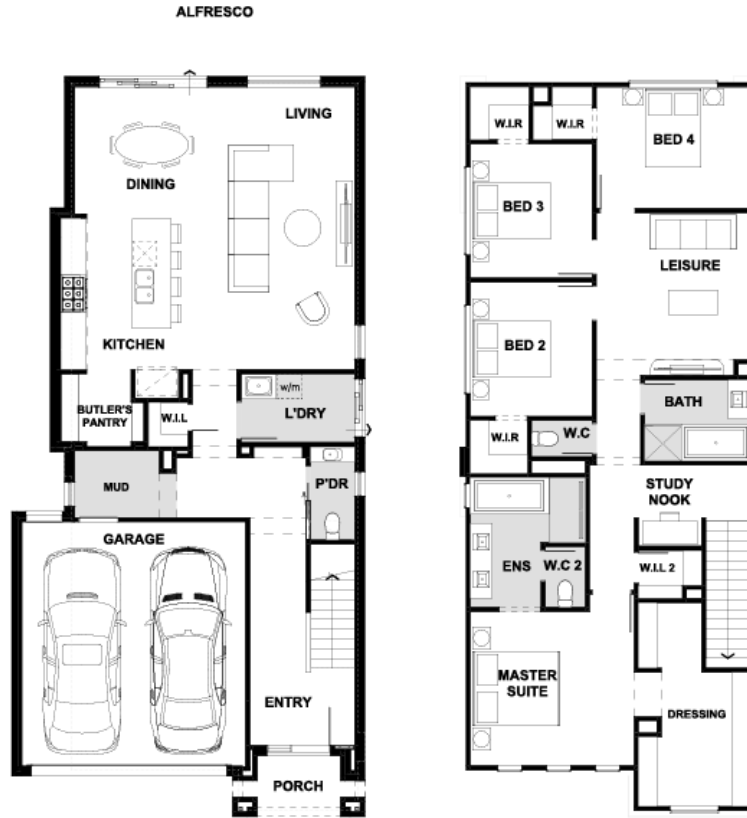 ALFRESCO
LIVING
DINING
KITCHEN
BUTLER'S
PANTRY
W.I.L
w/m
L'DRY
MUD
P'DR
GARAGE
ENTRY
PORCH
W.I.R
W.I.R
BED 4
BED 3
LEISURE
BED 2
BATH
W.I.R
W.C
STUDY
NOOK
ENS
W.C 2
W.I.L 2
MASTER
SUITE
DRESSING